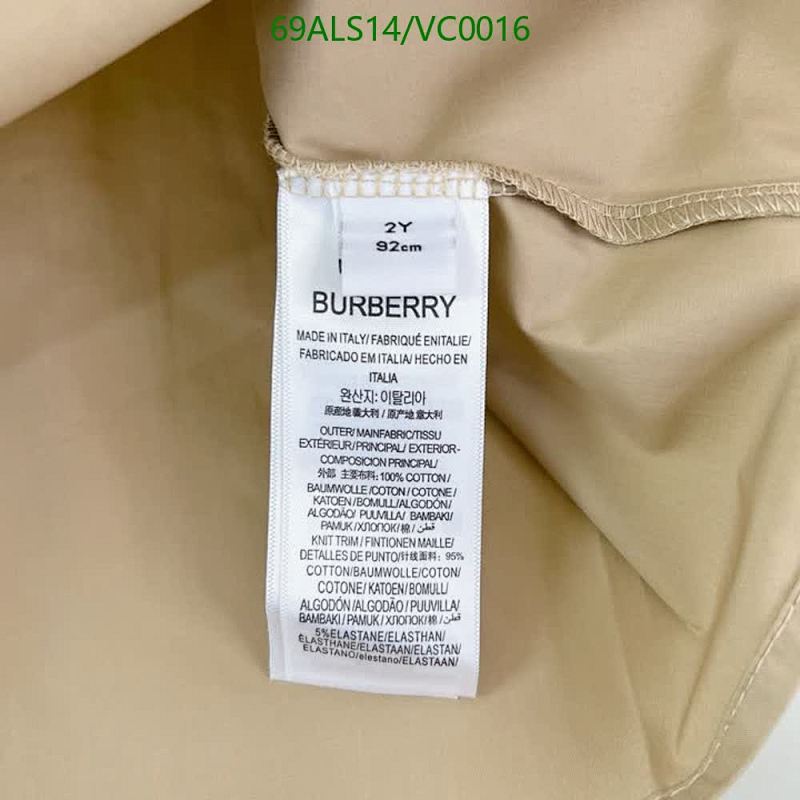 69ALS14/VC0016
2Y
92cm
BURBERRY
MADE IN ITALY/ FABRIQUÉ ENITALIE/
FABRICADO EM ITALIA/ HECHO EN
ITALIA
완산지: 이탈리아
原産地義大利 / 原产地意大利
OUTER/ MAINFABRIC/TISSU
EXTÉRIEUR/PRINCIPAL/ EXTERIOR-
COMPOSICION PRINCIPAL/
外部 主要布料: 100% COTTON /
BAUMWOLLE /COTON / COTONE /
KATOEN /BOMULL/ALGODÓN/
ALGODÃO/ PUUVILLA/ BAMBAKI/
PAMUK /ХЛОПОК/ 棉 / قطن /
KNIT TRIM / FINTIONEN MAILLE/
DETALLES DE PUNTO/针线面料: 95%
COTTON/BAUMWOLLE/COTON/
COTONE/ KATOEN/BOMULL/
ALGODÓN /ALGODÃO / PUUVILLA/
BAMBAKI / PAMUK / ХЛОПОК/棉/ قطن/
5%ELASTANE/ELASTHAN/
ELASTHANE/ELASTAAN/ELASTAN/
ELASTANO/elestano/ELASTAAN/